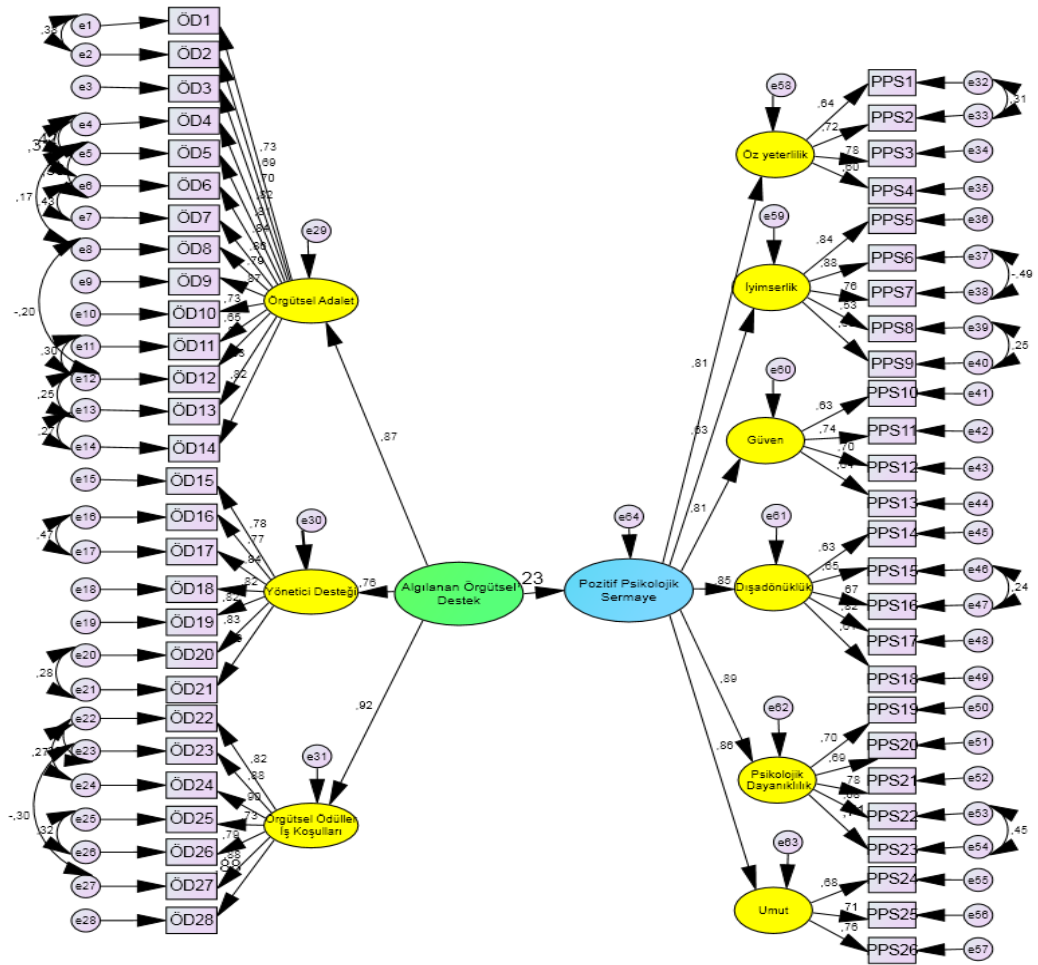 e1
ÖD1
e2
ÖD2
e3
ÖD3
e4
ÖD4
e5
ÖD5
e6
ÖD6
e7
ÖD7
e8
ÖD8
e9
ÖD9
e10
ÖD10
e11
ÖD11
e12
ÖD12
e13
ÖD13
e14
ÖD14
e15
ÖD15
e16
ÖD16
e17
ÖD17
e18
ÖD18
e19
ÖD19
e20
ÖD20
e21
ÖD21
e22
ÖD22
e23
ÖD23
e24
ÖD24
e25
ÖD25
e26
ÖD26
e27
ÖD27
e28
ÖD28
,17
-,20
,30
,25
,27
,47
,28
-,30
,32
,73
,69
,70
,79
,73
,82
e29
Örgütsel Adalet
,87
,78
,77
,82
,83
e30
Yönetici Desteği
,76
,92
,82
,88
,73
,79
e31
Örgütsel Ödüller
İş Koşulları
Algılanan Örgütsel
Destek
,23
e64
Pozitif Psikolojik
Sermaye
,81
,63
,81
,85
,89
,86
e58
Öz yeterlilik
,64
,72
,78
,60
e59
İyimserlik
,84
,88
,76
,53
e60
Güven
,63
,74
,70
e61
Dışadönüklük
,63
,65
,67
,82
e62
Psikolojik
Dayanıklılık
,70
,69
,78
e63
Umut
,68
,71
,76
PPS1
e32
PPS2
e33
,31
PPS3
e34
PPS4
e35
PPS5
e36
PPS6
e37
-,49
PPS7
e38
PPS8
e39
,25
PPS9
e40
PPS10
e41
PPS11
e42
PPS12
e43
PPS13
e44
PPS14
e45
PPS15
e46
,24
PPS16
e47
PPS17
e48
PPS18
e49
PPS19
e50
PPS20
e51
PPS21
e52
PPS22
e53
,45
PPS23
e54
PPS24
e55
PPS25
e56
PPS26
e57